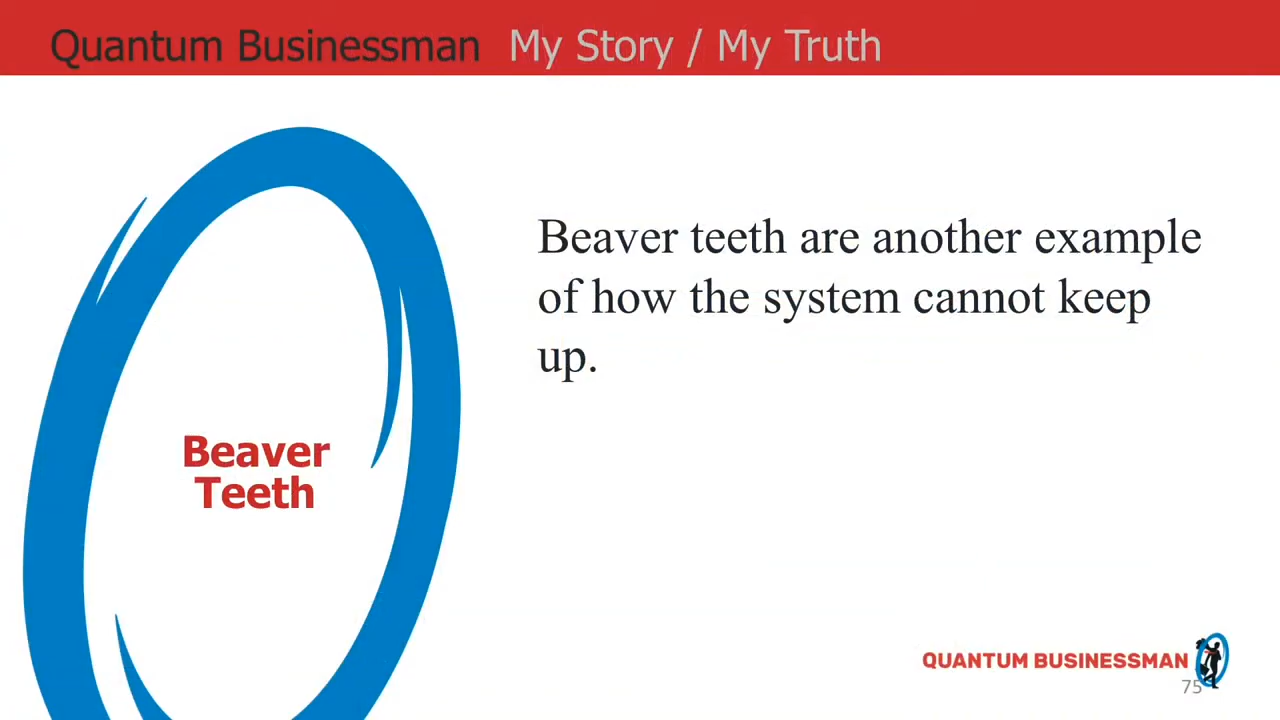 Quantum Businessman My Story / My Truth
Beaver teeth are another example
of how the system cannot keep
up.
Beaver
Teeth
QUANTUM BUSINESSMAN
75